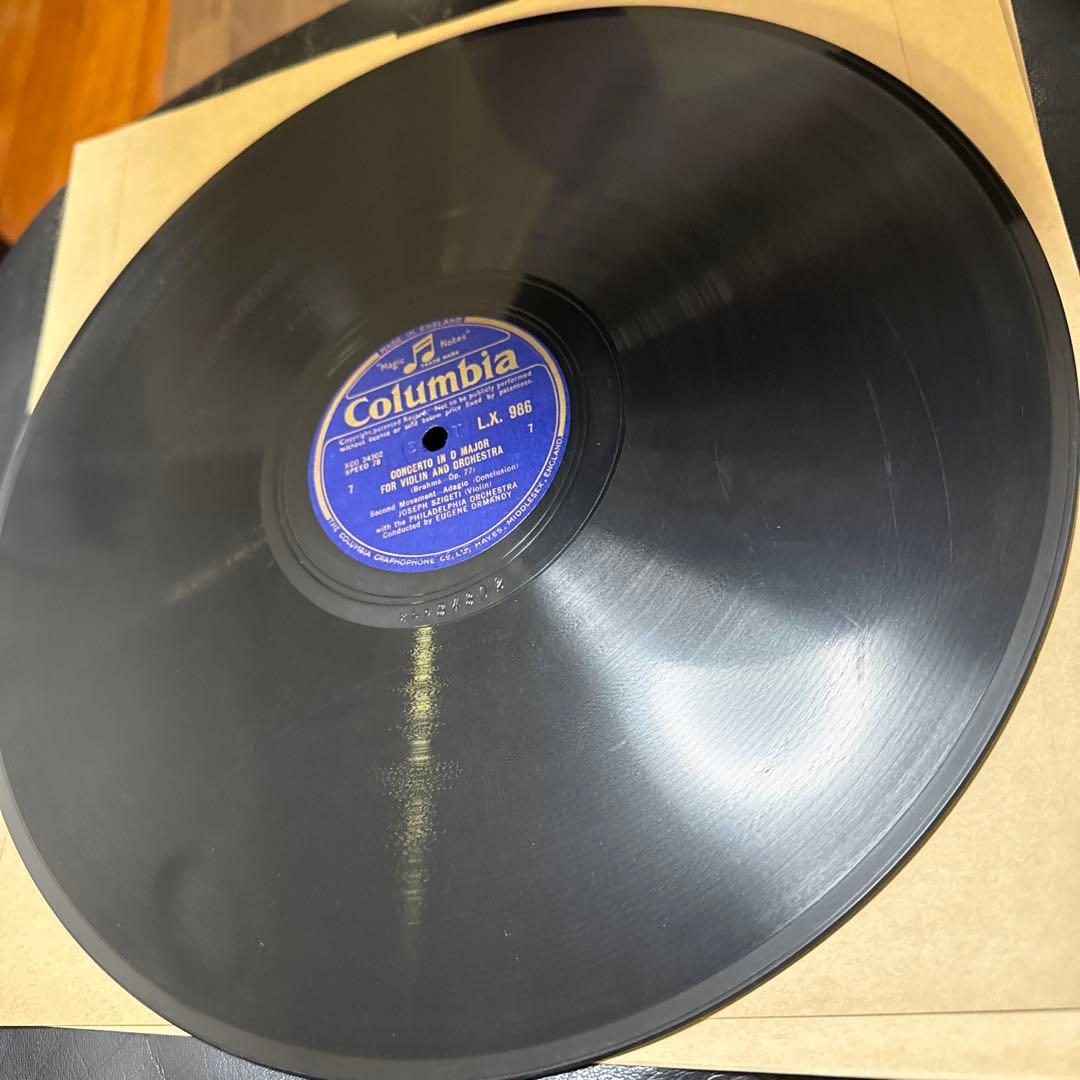 MADE IN ENGLAND
"Magic Notes"
TRADE MARK
Columbia
Copyright, patented Record. Not to be publicly performed
without licence or sold below price fixed by patentees.
L.X. 986
XCO 34302
SPEED 78
7 7
CONCERTO IN D MAJOR
FOR VIOLIN AND ORCHESTRA
(Brahms—Op. 77)
Second Movement—Adagio (Conclusion)
JOSEPH SZIGETI (Violin)
with the PHILADELPHIA ORCHESTRA
Conducted by EUGENE ORMANDY
THE COLUMBIA GRAPHOPHONE CO., LTD., HAYES, MIDDLESEX, ENGLAND.